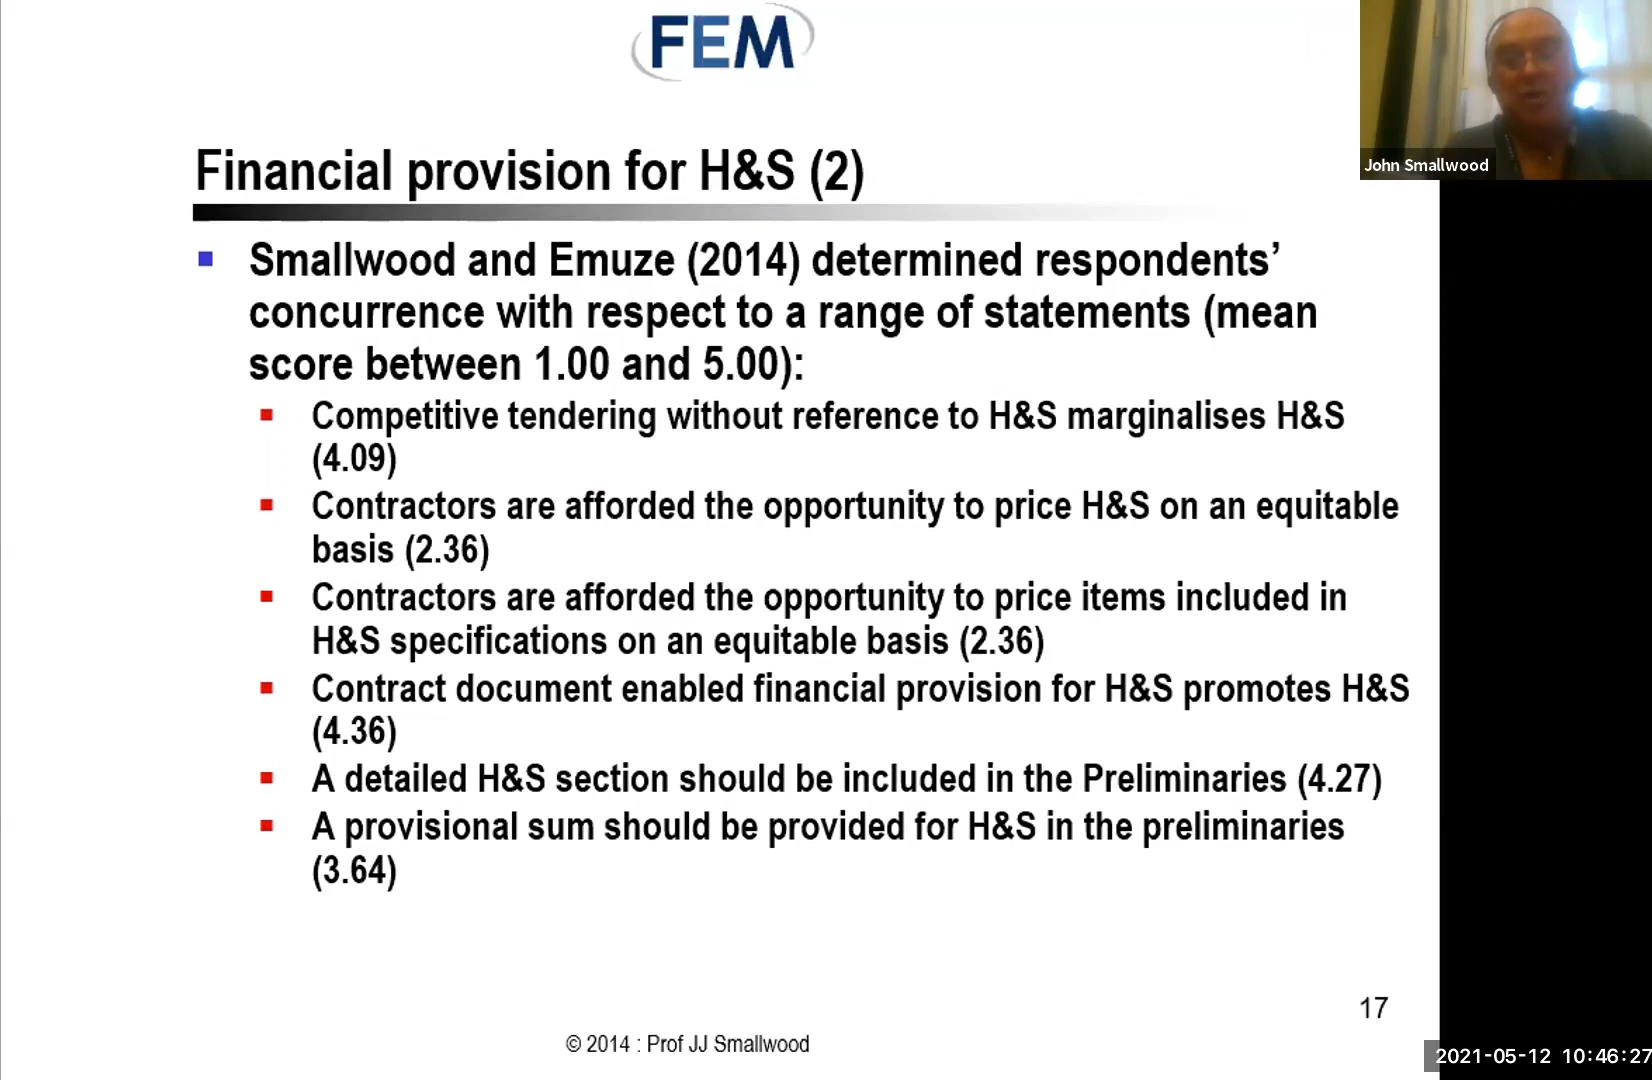 FEM
John Smallwood
Financial provision for H&S (2)
Smallwood and Emuze (2014) determined respondents’
concurrence with respect to a range of statements (mean
score between 1.00 and 5.00):
Competitive tendering without reference to H&S marginalises H&S
(4.09)
Contractors are afforded the opportunity to price H&S on an equitable
basis (2.36)
Contractors are afforded the opportunity to price items included in
H&S specifications on an equitable basis (2.36)
Contract document enabled financial provision for H&S promotes H&S
(4.36)
A detailed H&S section should be included in the Preliminaries (4.27)
A provisional sum should be provided for H&S in the preliminaries
(3.64)
17
© 2014 : Prof JJ Smallwood
2021-05-12 10:46:27